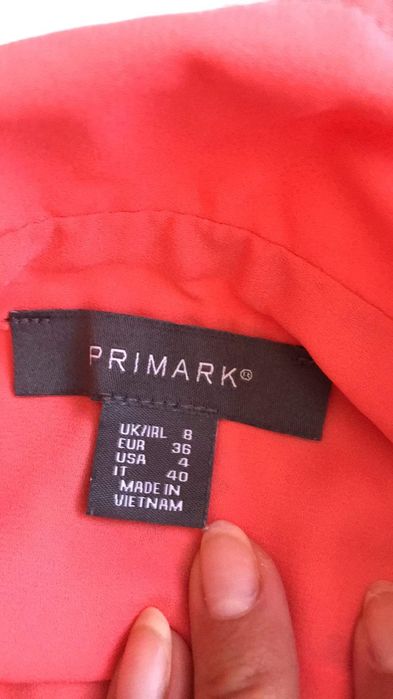 PRIMARK®
UK/IRL 8
EUR 36
USA 4
IT 40
MADE IN
VIETNAM